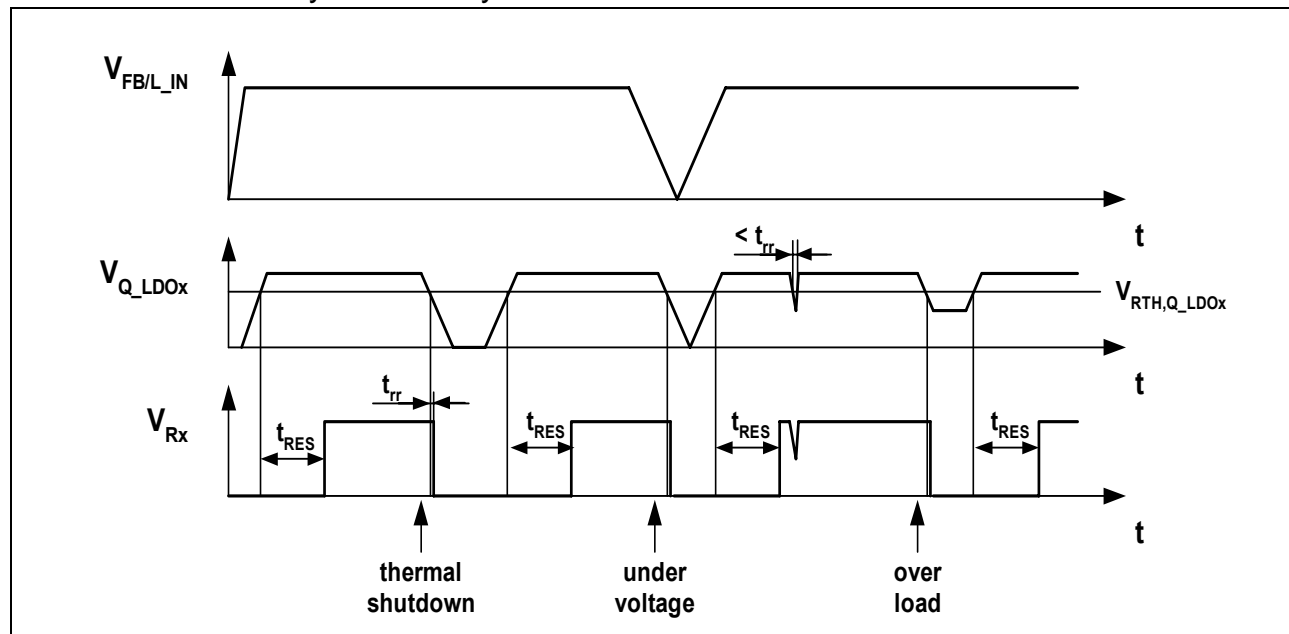 V_FB/L_IN
t
< t_rr
V_Q_LDOx
V_RTH,Q_LDOx
t
t_rr
V_Rx
t_RES
t_RES
t_RES
t_RES
t
thermal
shutdown
under
voltage
over
load